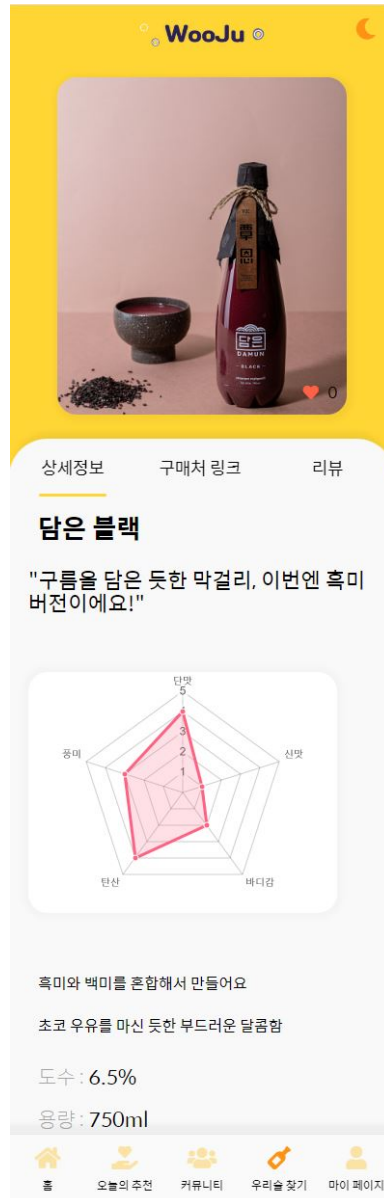 WooJu
담은
DAMUN
BLACK
0
상세정보 구매처 링크 리뷰
담은 블랙
"구름을 담은 듯한 막걸리, 이번엔 흑미
버전이에요!"
단맛
5
4
3
2
1
풍미
신맛
탄산
바디감
흑미와 백미를 혼합해서 만들어요
초코 우유를 마신 듯한 부드러운 달콤함
도수 : 6.5%
용량 : 750ml
홈 오늘의 추천 커뮤니티 우리술 찾기 마이 페이지